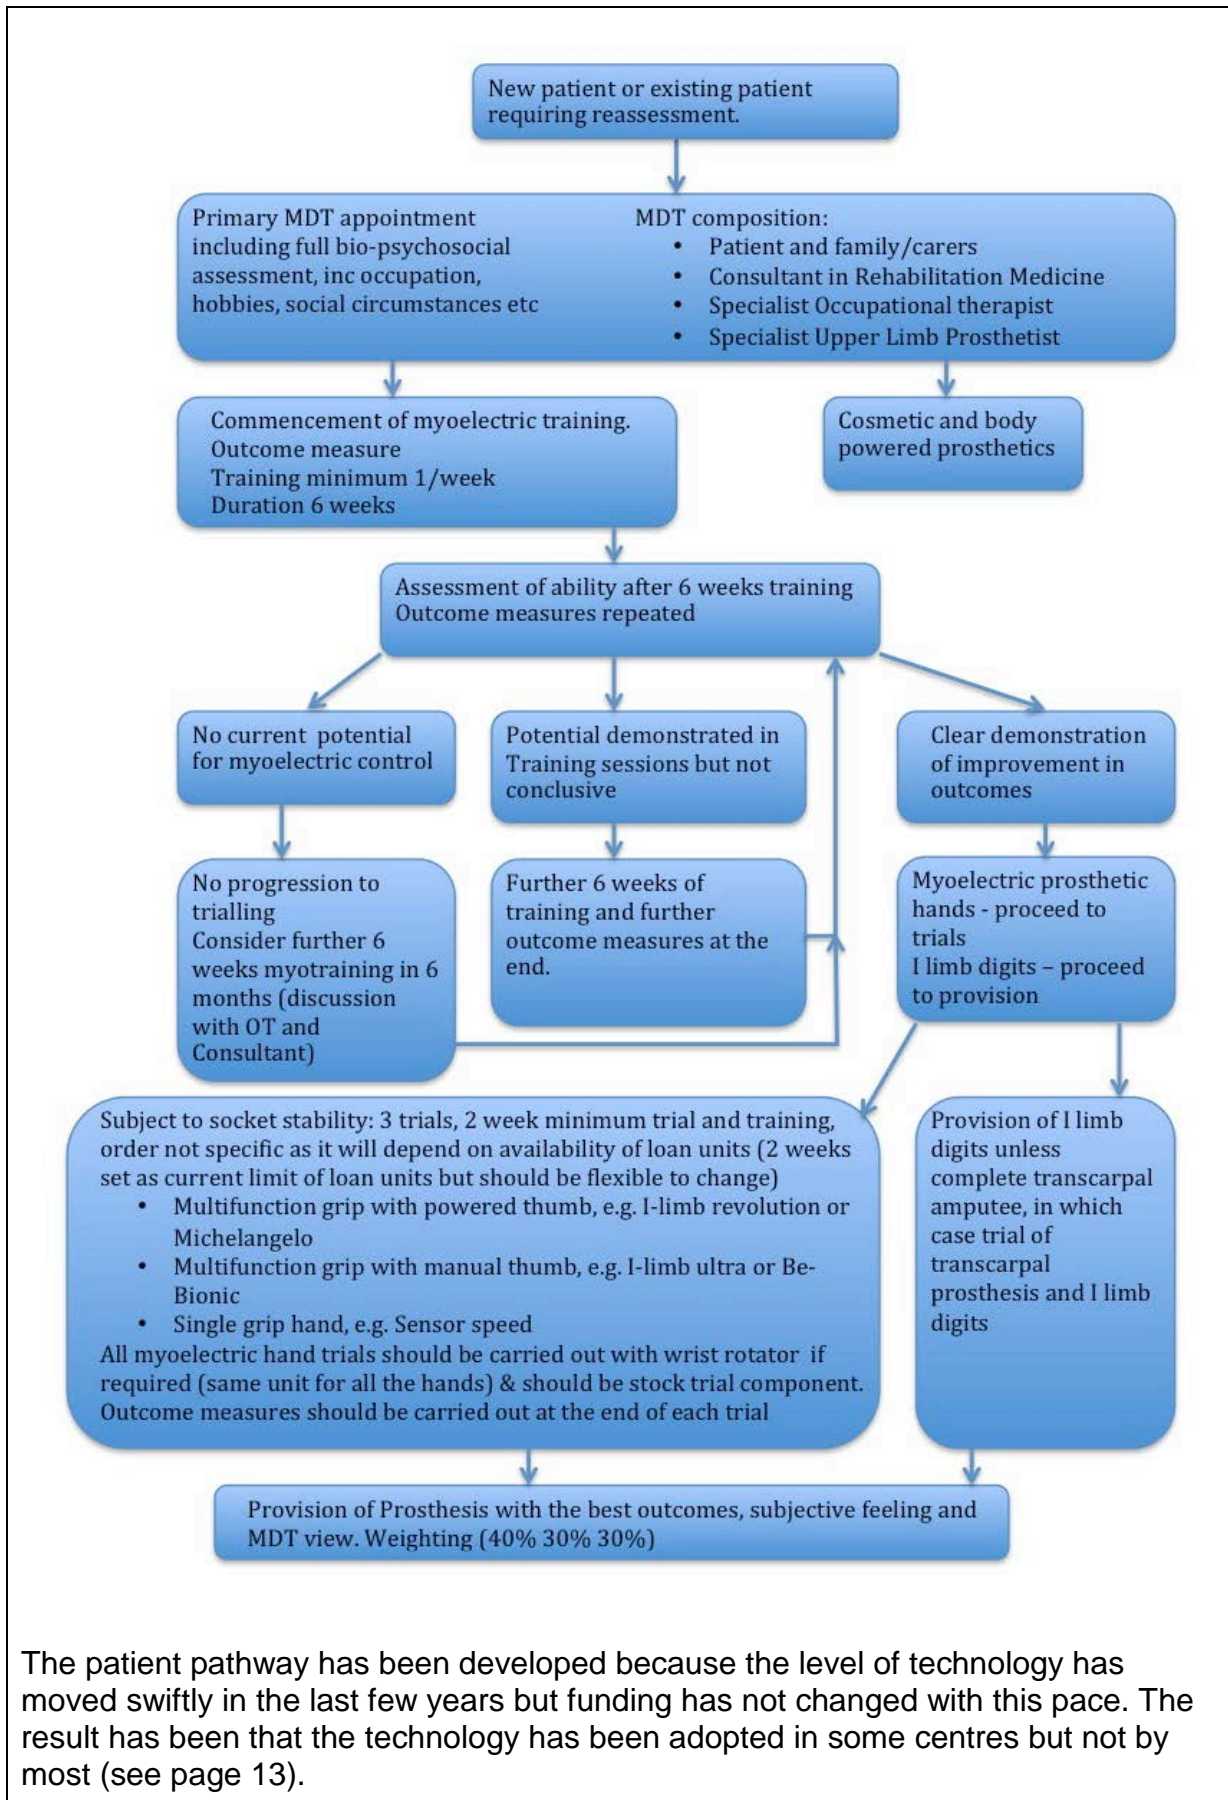 New patient or existing patient
requiring reassessment.
Primary MDT appointment
including full bio-psychosocial
assessment, inc occupation,
hobbies, social circumstances etc
MDT composition:
• Patient and family/carers
• Consultant in Rehabilitation Medicine
• Specialist Occupational therapist
• Specialist Upper Limb Prosthetist
Commencement of myoelectric training.
Outcome measure
Training minimum 1/week
Duration 6 weeks
Cosmetic and body
powered prosthetics
Assessment of ability after 6 weeks training
Outcome measures repeated
No current potential
for myoelectric control
Potential demonstrated in
Training sessions but not
conclusive
Clear demonstration
of improvement in
outcomes
No progression to
trialling
Consider further 6
weeks myotraining in 6
months (discussion
with OT and
Consultant)
Further 6 weeks of
training and further
outcome measures at the
end.
Myoelectric prosthetic
hands - proceed to
trials
I limb digits – proceed
to provision
Subject to socket stability: 3 trials, 2 week minimum trial and training,
order not specific as it will depend on availability of loan units (2 weeks
set as current limit of loan units but should be flexible to change)
• Multifunction grip with powered thumb, e.g. I-limb revolution or
Michelangelo
• Multifunction grip with manual thumb, e.g. I-limb ultra or Be-
Bionic
• Single grip hand, e.g. Sensor speed
All myoelectric hand trials should be carried out with wrist rotator if
required (same unit for all the hands) & should be stock trial component.
Outcome measures should be carried out at the end of each trial
Provision of I limb
digits unless
complete transcarpal
amputee, in which
case trial of
transcarpal
prosthesis and I limb
digits
Provision of Prosthesis with the best outcomes, subjective feeling and
MDT view. Weighting (40% 30% 30%)
The patient pathway has been developed because the level of technology has
moved swiftly in the last few years but funding has not changed with this pace. The
result has been that the technology has been adopted in some centres but not by
most (see page 13).